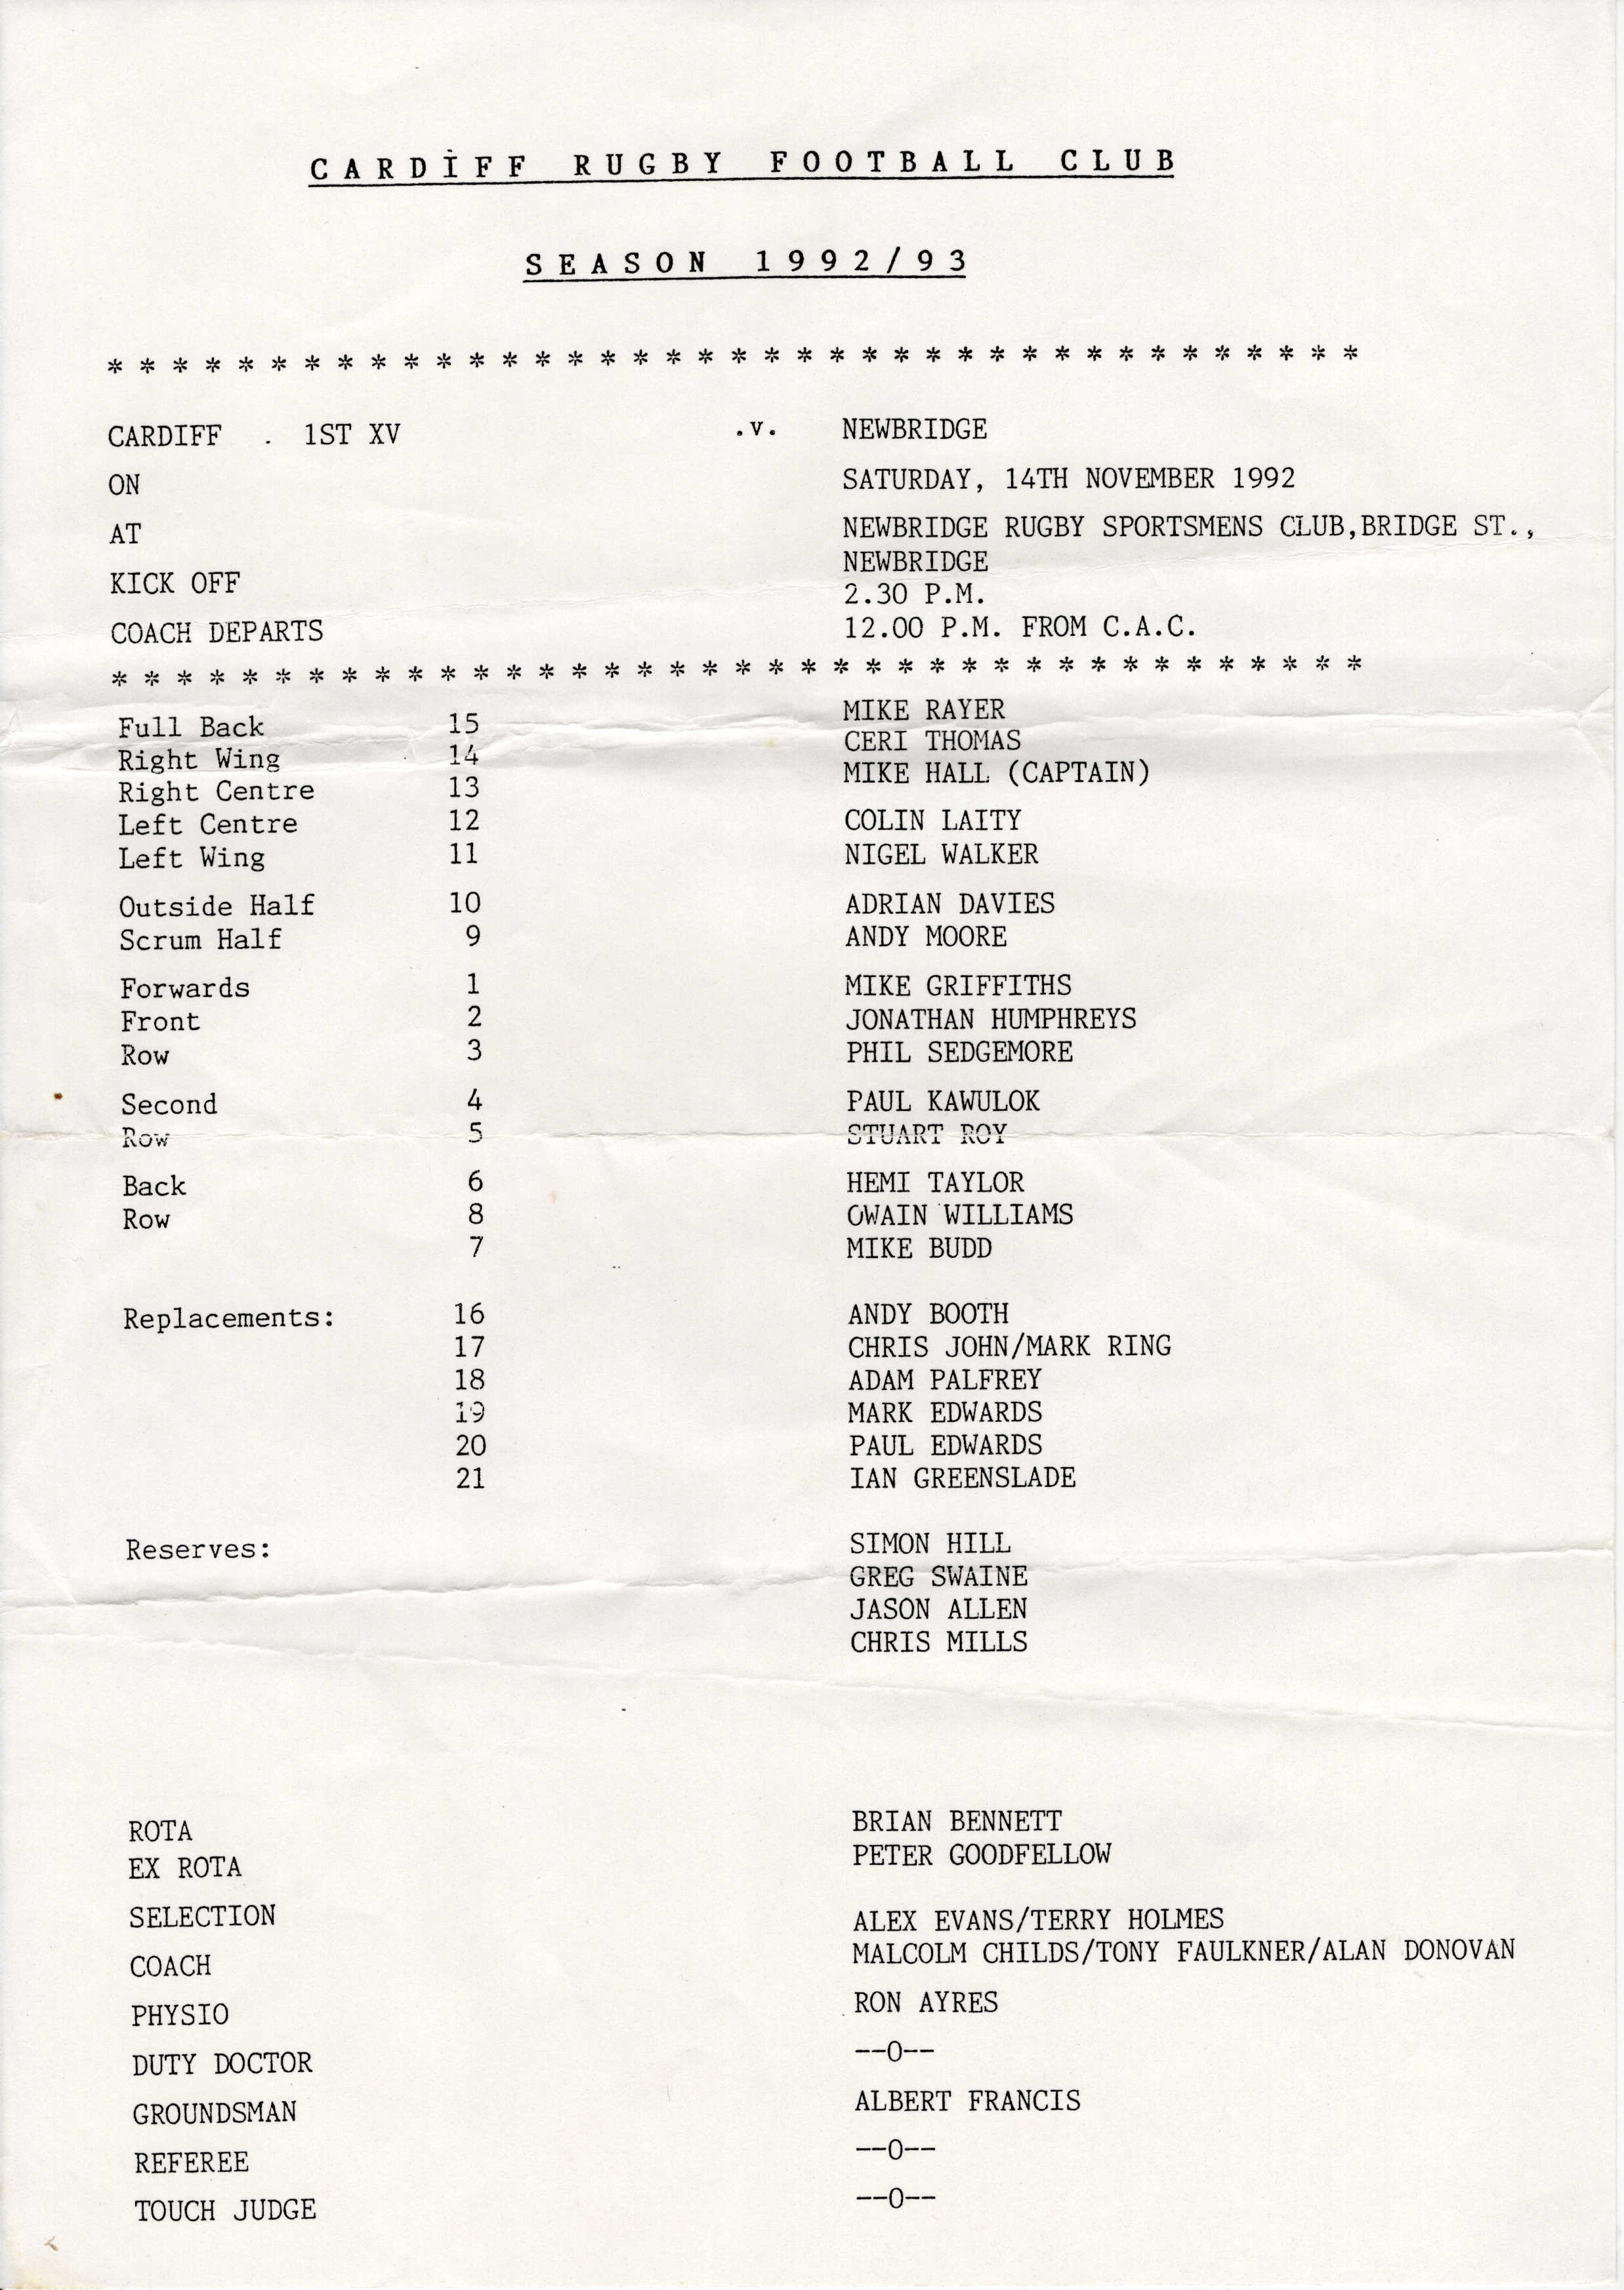 CARDIFF RUGBY FOOTBALL CLUB
SEASON 1992/93
* * * * * * * * * * * * * * * * * * * * * * * * * * * * * * * * * * * * * * *
CARDIFF . 1ST XV .v. NEWBRIDGE
ON SATURDAY, 14TH NOVEMBER 1992
AT NEWBRIDGE RUGBY SPORTSMENS CLUB,BRIDGE ST.,
NEWBRIDGE
KICK OFF 2.30 P.M.
COACH DEPARTS 12.00 P.M. FROM C.A.C.
* * * * * * * * * * * * * * * * * * * * * * * * * * * * * * * * * * * * * * *
Full Back 15 MIKE RAYER
Right Wing 14 CERI THOMAS
Right Centre 13 MIKE HALL (CAPTAIN)
Left Centre 12 COLIN LAITY
Left Wing 11 NIGEL WALKER
Outside Half 10 ADRIAN DAVIES
Scrum Half 9 ANDY MOORE
Forwards 1 MIKE GRIFFITHS
Front 2 JONATHAN HUMPHREYS
Row 3 PHIL SEDGEMORE
Second 4 PAUL KAWULOK
Row 5 STUART ROY
Back 6 HEMI TAYLOR
Row 8 OWAIN WILLIAMS
7 MIKE BUDD
Replacements: 16 ANDY BOOTH
17 CHRIS JOHN/MARK RING
18 ADAM PALFREY
19 MARK EDWARDS
20 PAUL EDWARDS
21 IAN GREENSLADE
Reserves: SIMON HILL
GREG SWAINE
JASON ALLEN
CHRIS MILLS
ROTA BRIAN BENNETT
EX ROTA PETER GOODFELLOW
SELECTION ALEX EVANS/TERRY HOLMES
COACH MALCOLM CHILDS/TONY FAULKNER/ALAN DONOVAN
PHYSIO RON AYRES
DUTY DOCTOR --0--
GROUNDSMAN ALBERT FRANCIS
REFEREE --0--
TOUCH JUDGE --0--